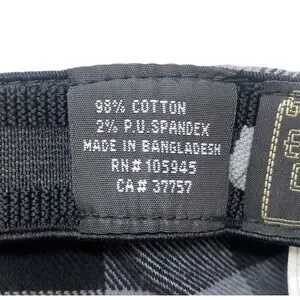 98% COTTON
2% P.U.SPANDEX
MADE IN BANGLADESH
RN# 105945
CA# 37757